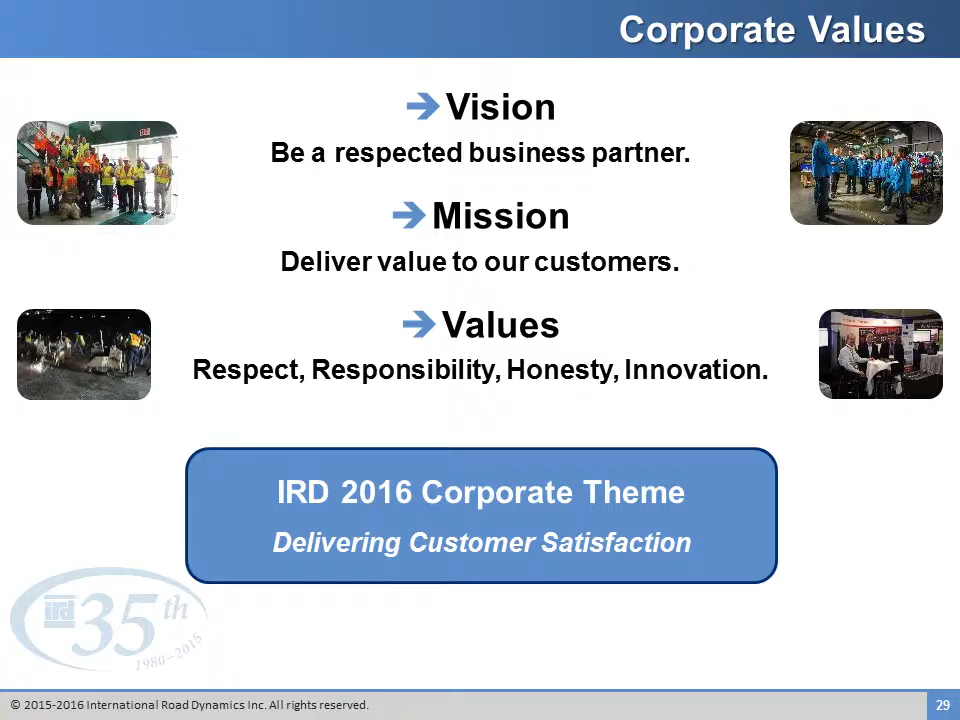 Corporate Values
Vision
Be a respected business partner.
Mission
Deliver value to our customers.
Values
Respect, Responsibility, Honesty, Innovation.
IRD 2016 Corporate Theme
Delivering Customer Satisfaction
ird 35th
1980–2015
© 2015-2016 International Road Dynamics Inc. All rights reserved.
29